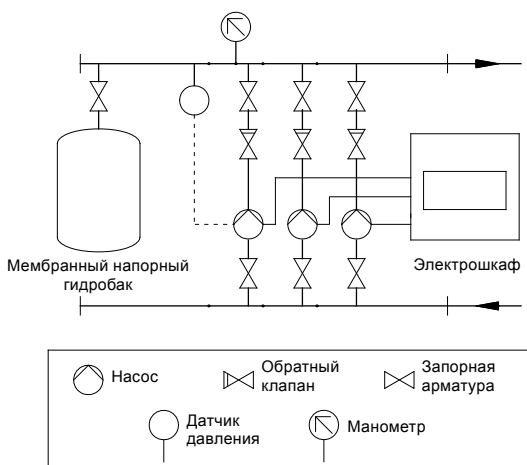 Мембранный напорный
гидробак
Электрошкаф
Насос
Обратный
клапан
Запорная
арматура
Датчик
давления
Манометр